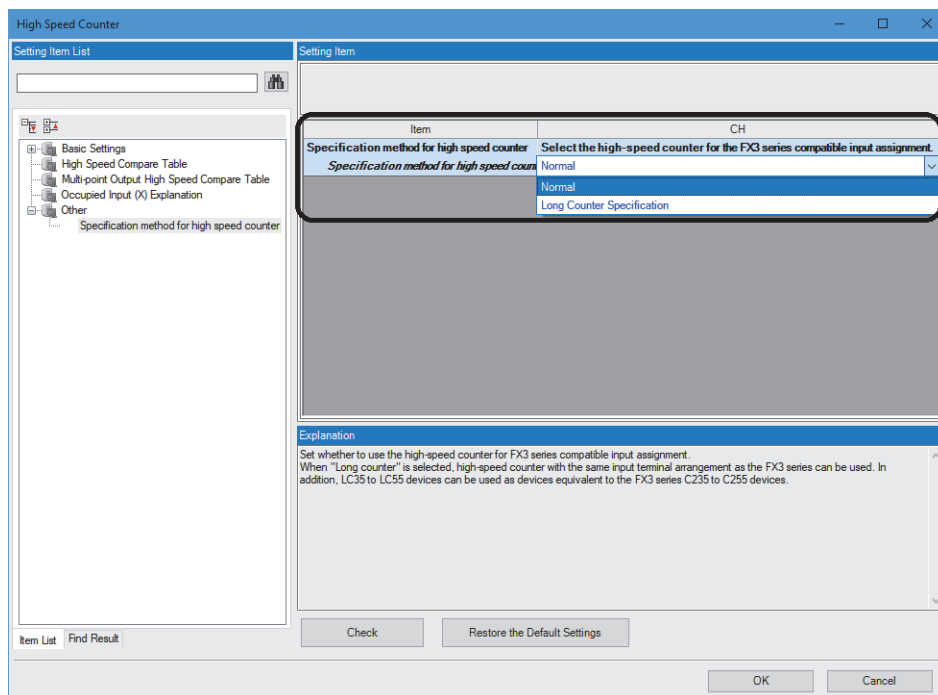 High Speed Counter
Setting Item List
Setting Item
Item
CH
Specification method for high speed counter
Select the high-speed counter for the FX3 series compatible input assignment.
Specification method for high speed coun
Normal
Normal
Long Counter Specification
Basic Settings
High Speed Compare Table
Multi-point Output High Speed Compare Table
Occupied Input (X) Explanation
Other
Specification method for high speed counter
Explanation
Set whether to use the high-speed counter for FX3 series compatible input assignment.
When "Long counter" is selected, high-speed counter with the same input terminal arrangement as the FX3 series can be used. In
addition, LC35 to LC55 devices can be used as devices equivalent to the FX3 series C235 to C255 devices.
Item List
Find Result
Check
Restore the Default Settings
OK
Cancel